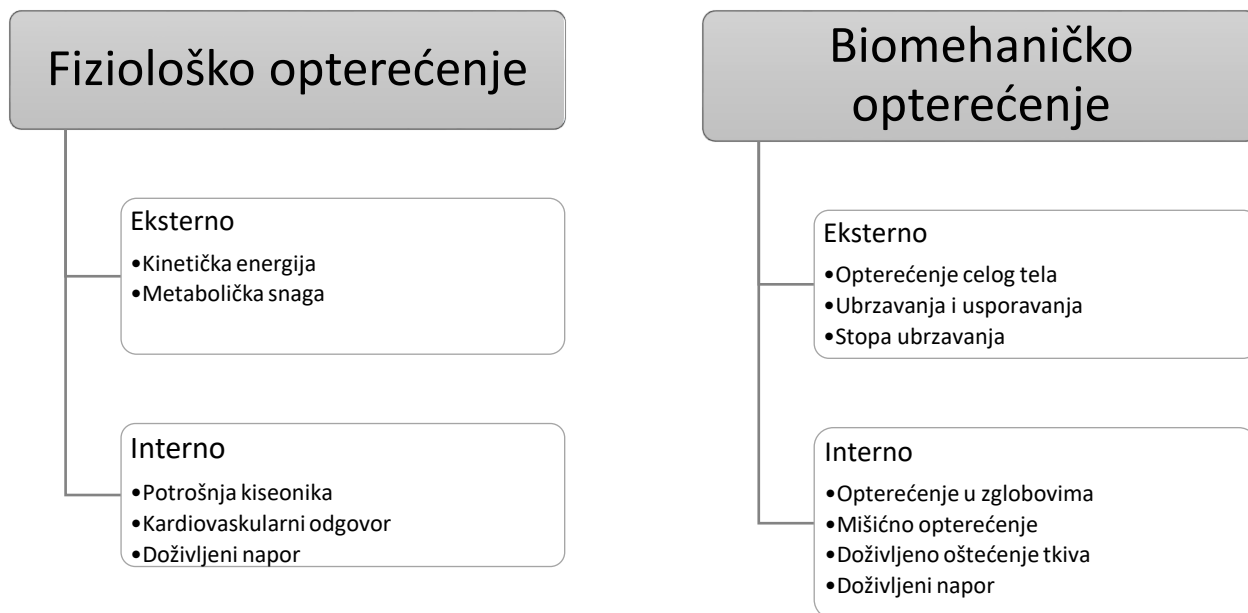 Fiziološko opterećenje
Eksterno
•Kinetička energija
•Metabolička snaga
Interno
•Potrošnja kiseonika
•Kardiovaskularni odgovor
•Doživljeni napor
Biomehaničko
opterećenje
Eksterno
•Opterećenje celog tela
•Ubrzavanja i usporavanja
•Stopa ubrzavanja
Interno
•Opterećenje u zglobovima
•Mišićno opterećenje
•Doživljeno oštećenje tkiva
•Doživljeni napor